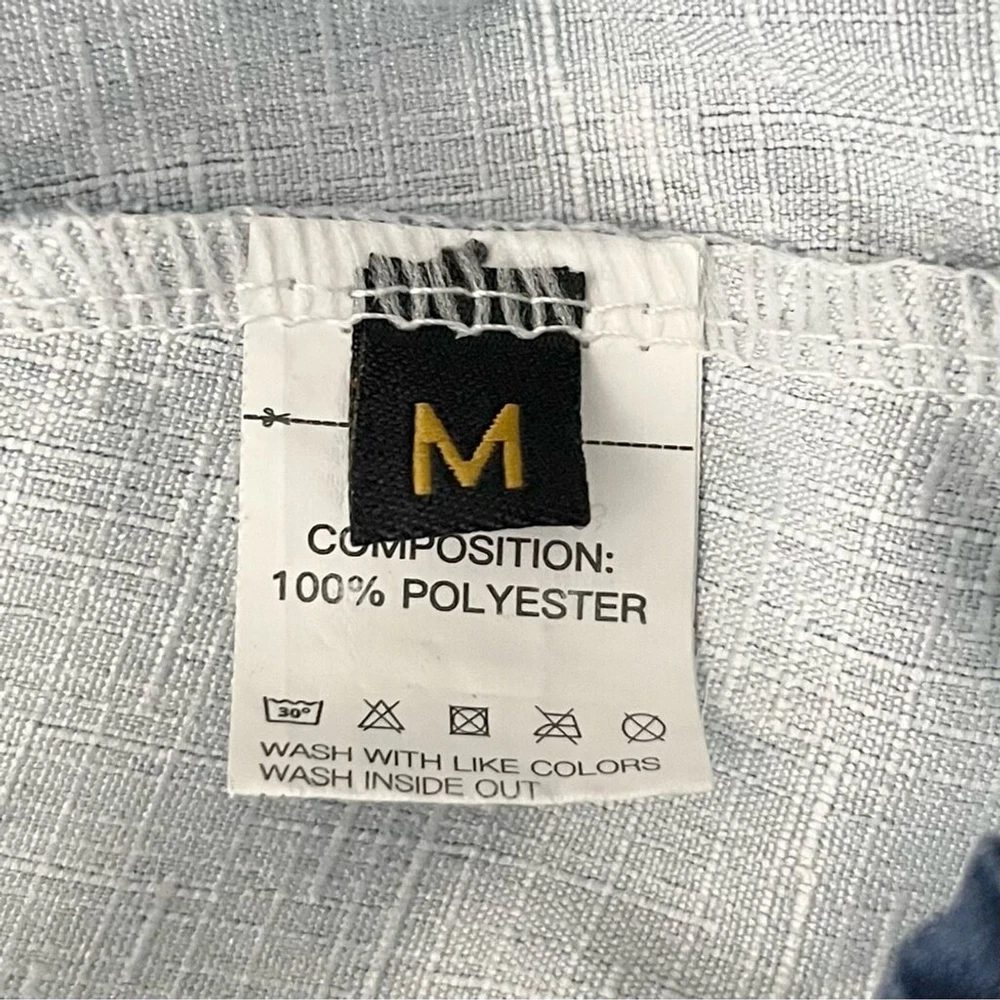 M
COMPOSITION:
100% POLYESTER
30°
WASH WITH LIKE COLORS
WASH INSIDE OUT